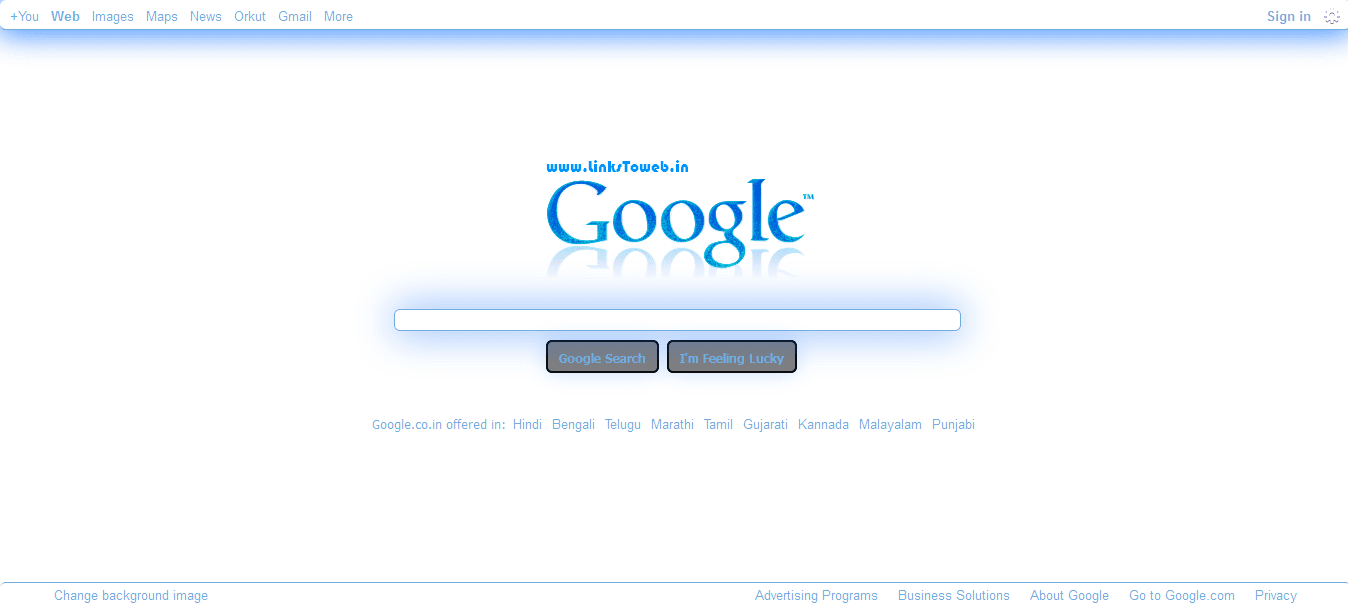 +You Web Images Maps News Orkut Gmail More Sign in
www.LinksToweb.in
Google™
Google Search I'm Feeling Lucky
Google.co.in offered in: Hindi Bengali Telugu Marathi Tamil Gujarati Kannada Malayalam Punjabi
Change background image Advertising Programs Business Solutions About Google Go to Google.com Privacy